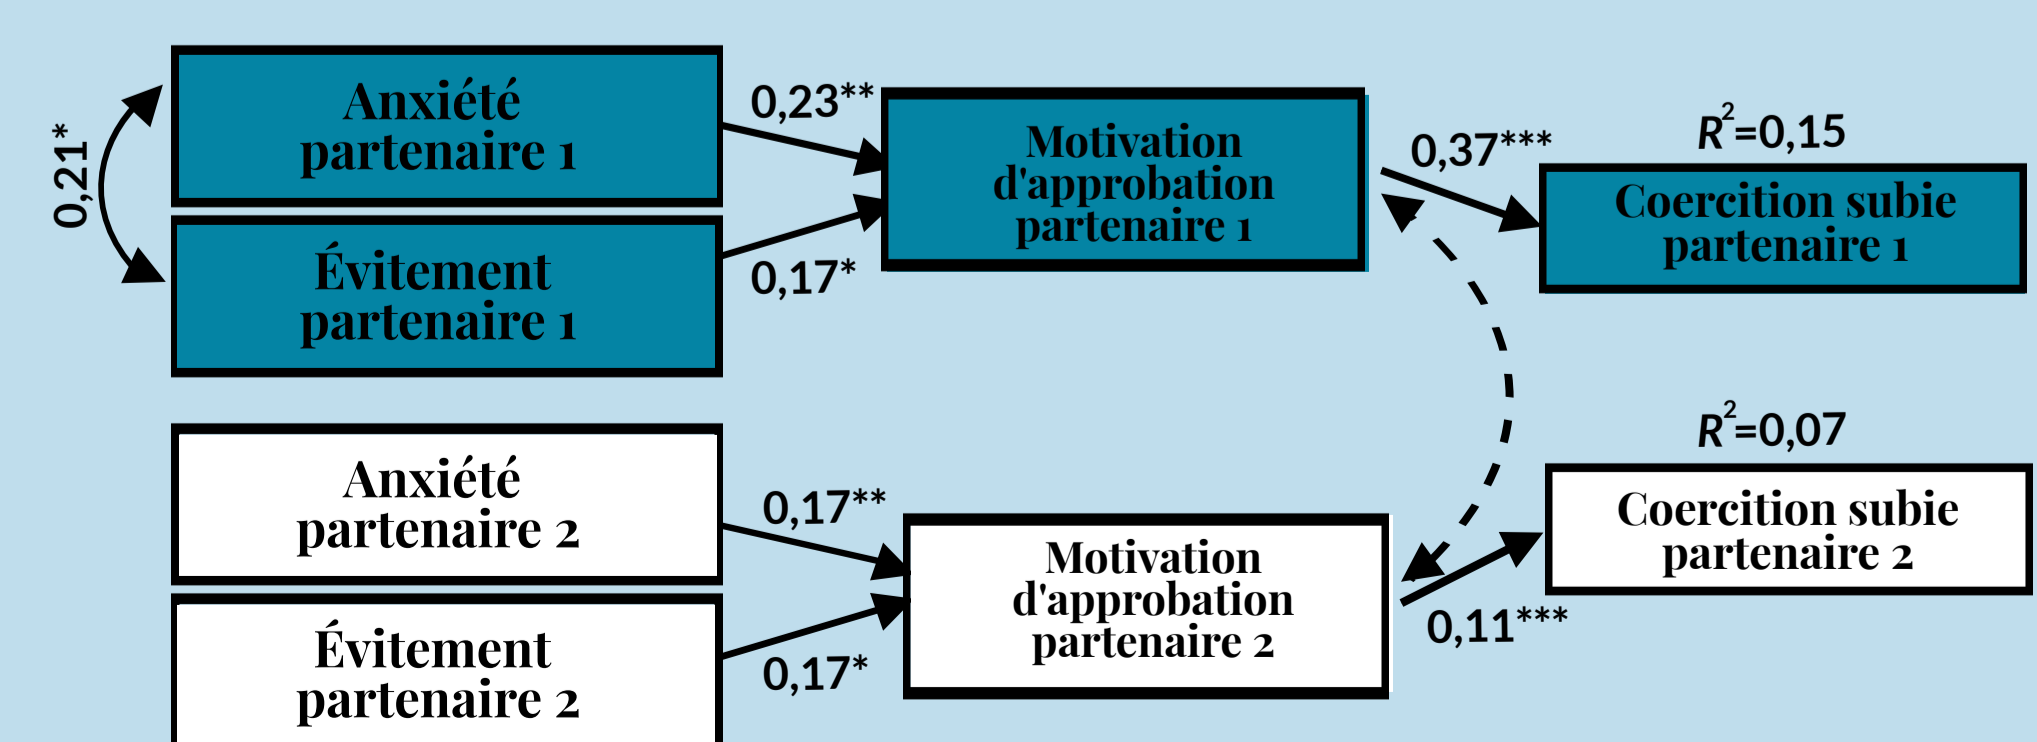 0,21*
Anxiété
partenaire 1
Évitement
partenaire 1
0,23**
0,17*
Motivation
d'approbation
partenaire 1
0,37***
R²=0,15
Coercition subie
partenaire 1
Anxiété
partenaire 2
Évitement
partenaire 2
0,17**
0,17*
Motivation
d'approbation
partenaire 2
0,11***
R²=0,07
Coercition subie
partenaire 2